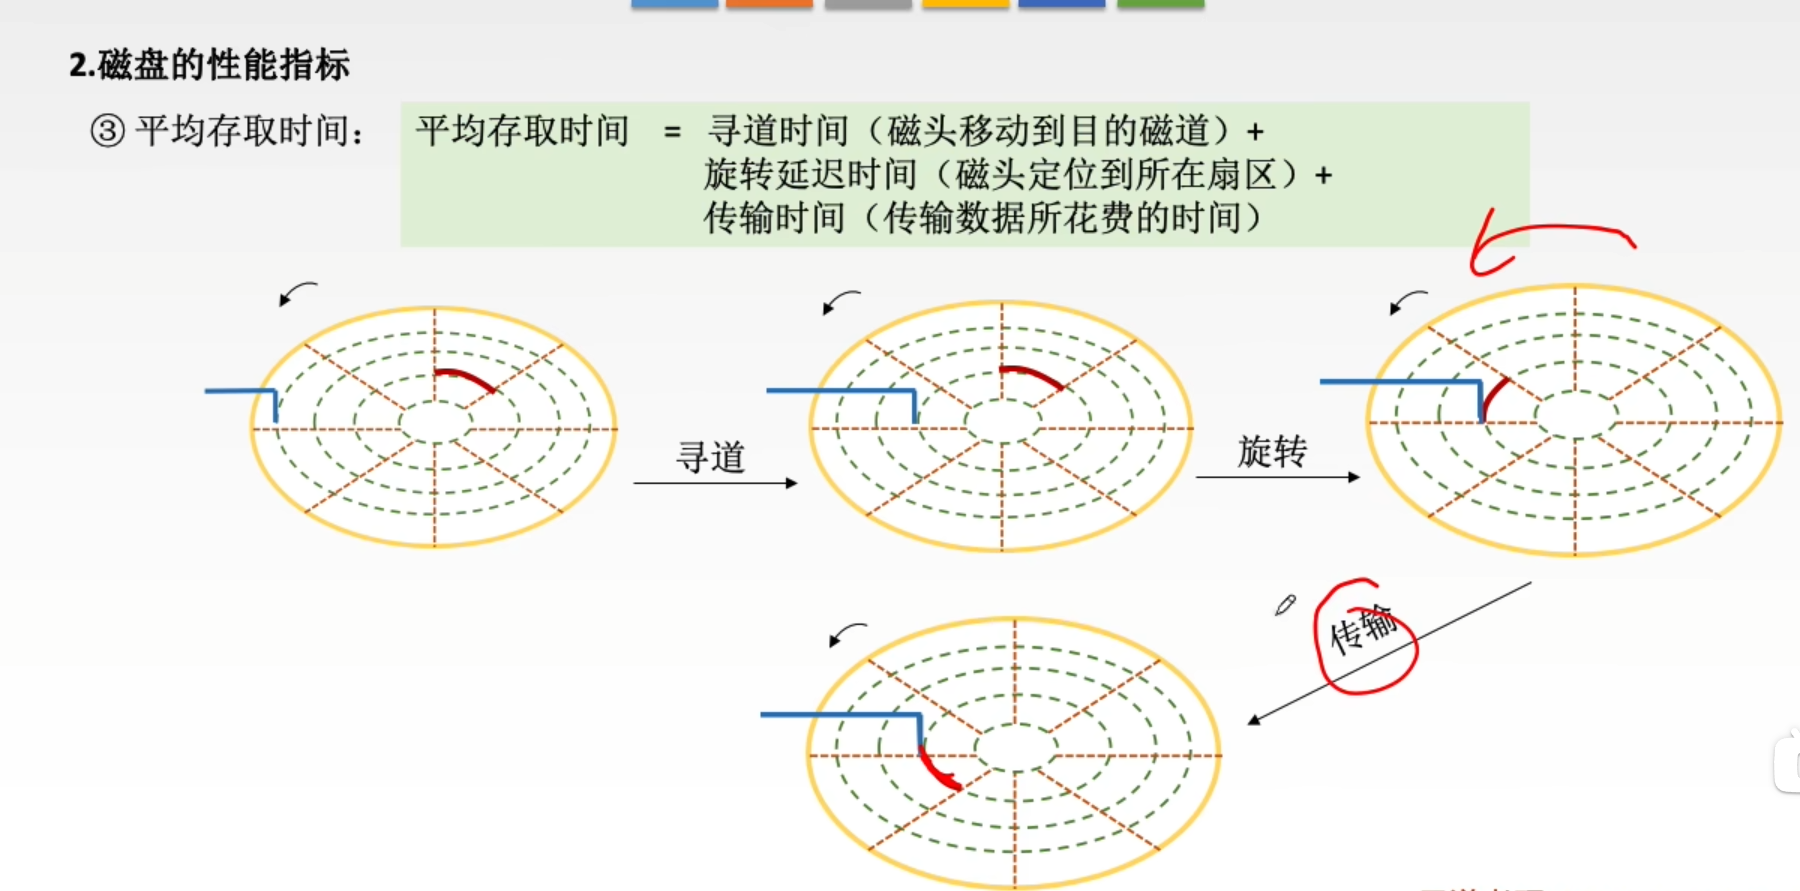 2.磁盘的性能指标
③ 平均存取时间：
平均存取时间 = 寻道时间（磁头移动到目的磁道）+
旋转延迟时间（磁头定位到所在扇区）+
传输时间（传输数据所花费的时间）
寻道
旋转
传输